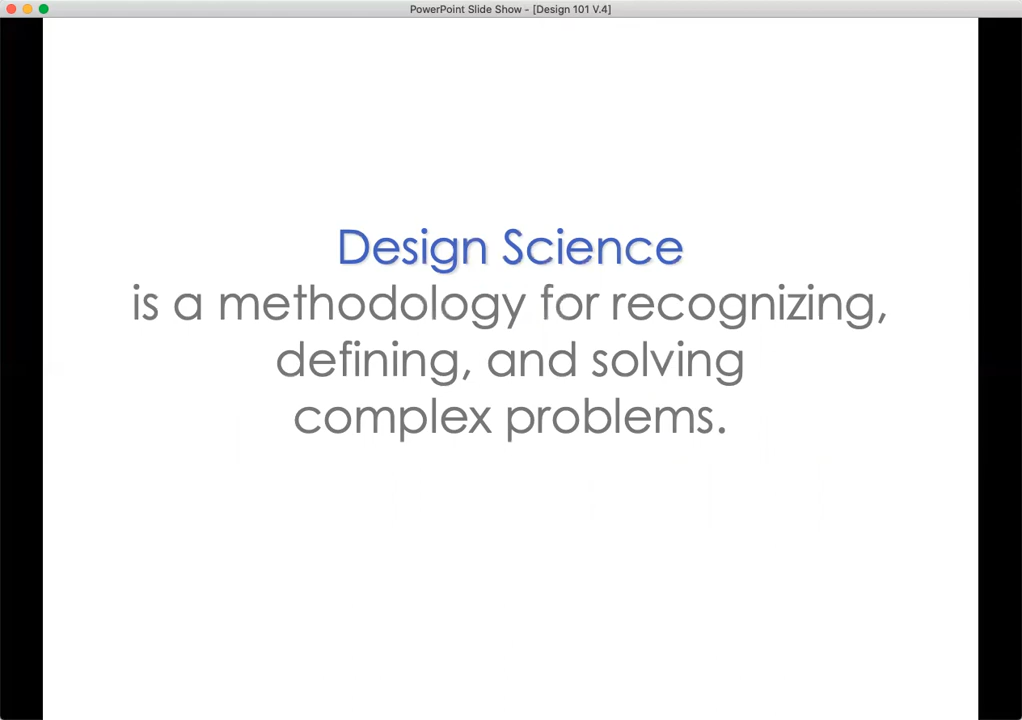 PowerPoint Slide Show - [Design 101 V.4]
Design Science
is a methodology for recognizing,
defining, and solving
complex problems.